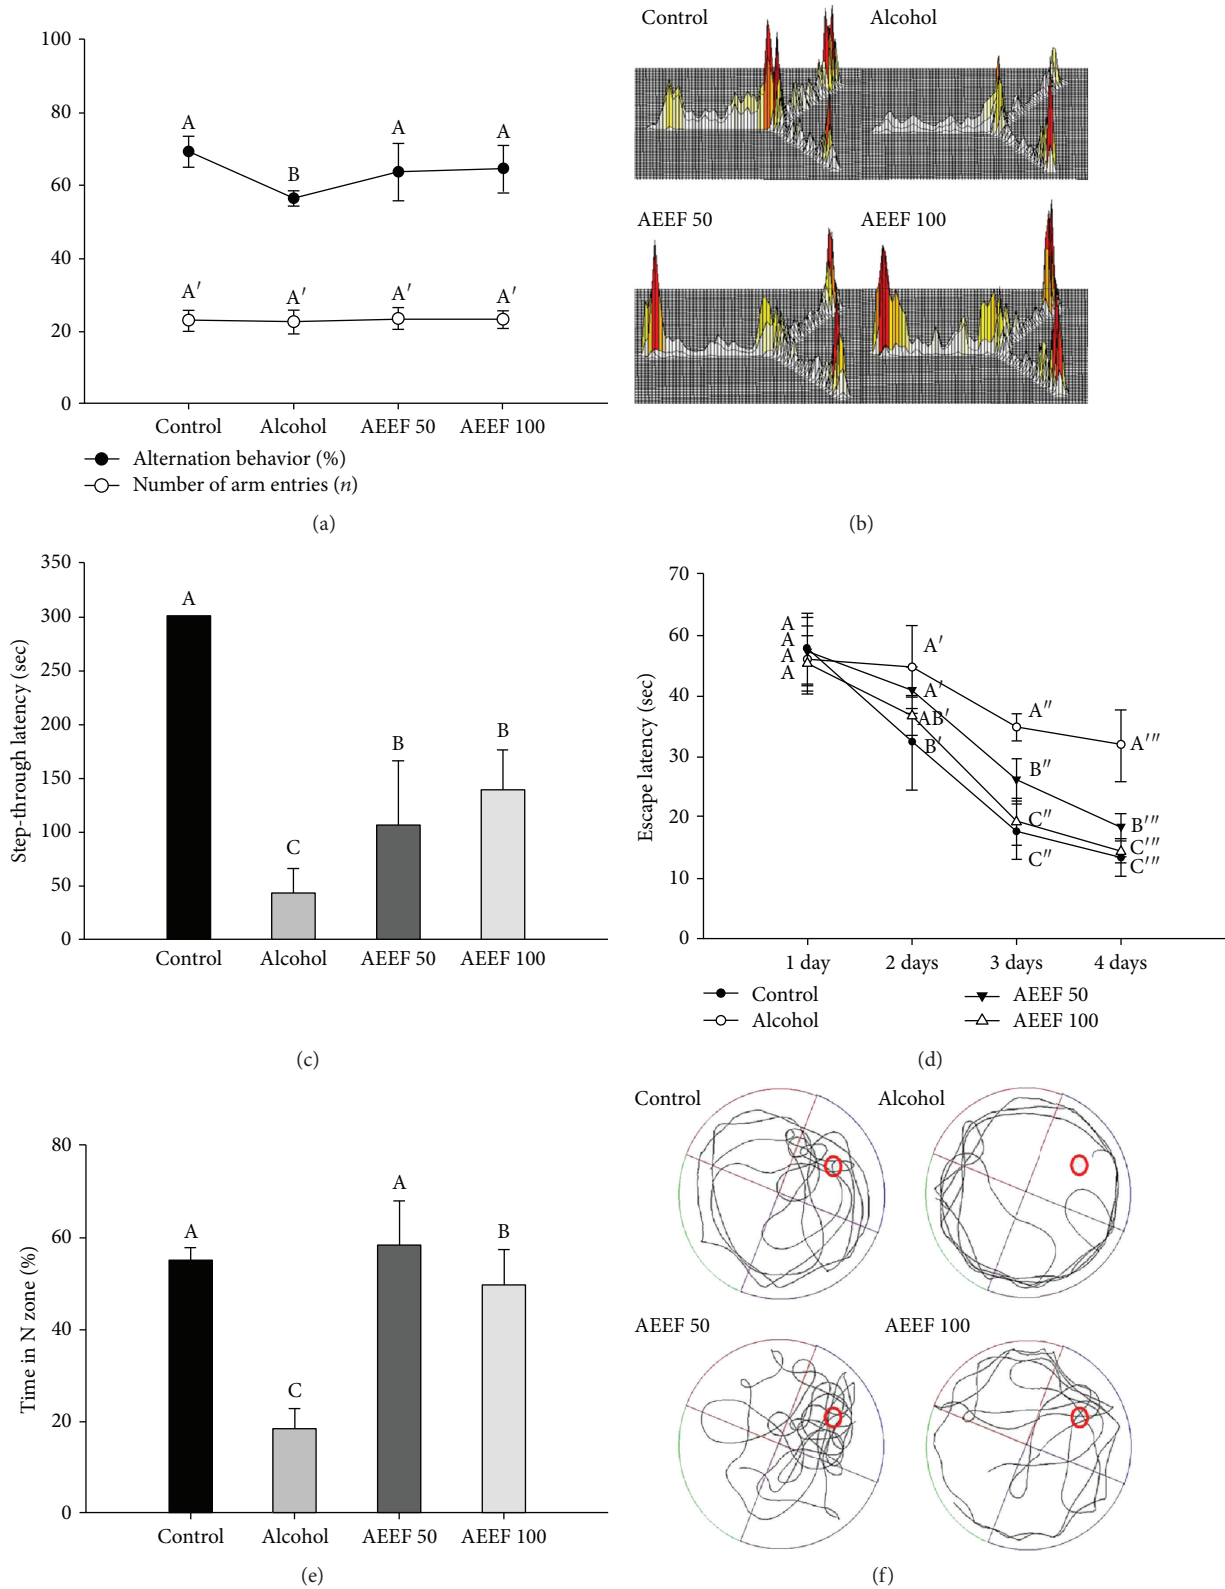 100
80
60
40
20
0
A
B
A
A
A′
A′
A′
A′
Control
Alcohol
AEEF 50
AEEF 100
Alternation behavior (%)
Number of arm entries (n)
(a)
Control
Alcohol
AEEF 50
AEEF 100
(b)
Step-through latency (sec)
350
300
250
200
150
100
50
0
A
C
B
B
Control
Alcohol
AEEF 50
AEEF 100
(c)
Escape latency (sec)
70
60
50
40
30
20
10
0
A
A
A
A
A′
A′
AB′
B′
A″
B″
C″
C″
A‴
B‴
C‴
C‴
1 day
2 days
3 days
4 days
Control
Alcohol
AEEF 50
AEEF 100
(d)
Time in N zone (%)
80
60
40
20
0
A
C
A
B
Control
Alcohol
AEEF 50
AEEF 100
(e)
Control
Alcohol
AEEF 50
AEEF 100
(f)